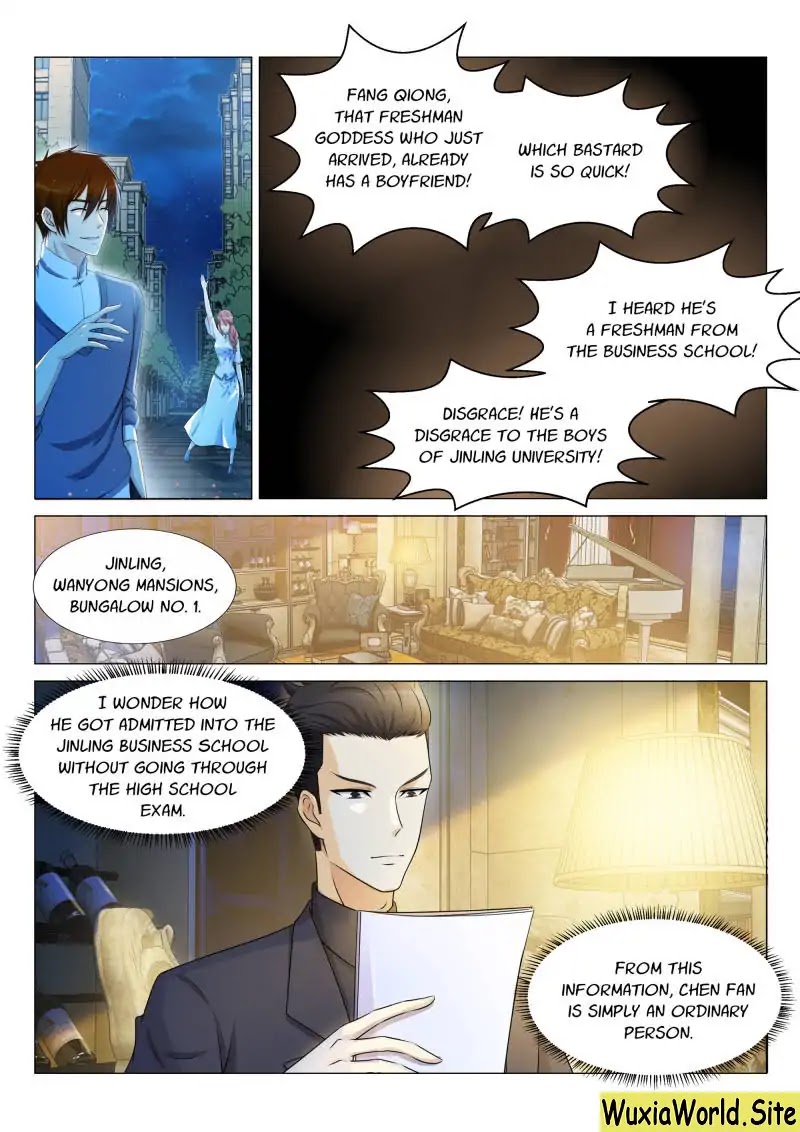 FANG QIONG,
THAT FRESHMAN
GODDESS WHO JUST
ARRIVED, ALREADY
HAS A BOYFRIEND!
WHICH BASTARD
IS SO QUICK!
I HEARD HE'S
A FRESHMAN FROM
THE BUSINESS SCHOOL!
DISGRACE! HE'S A
DISGRACE TO THE BOYS
OF JINLING UNIVERSITY!
JINLING,
WANYONG MANSIONS,
BUNGALOW NO. 1.
I WONDER HOW
HE GOT ADMITTED INTO THE
JINLING BUSINESS SCHOOL
WITHOUT GOING THROUGH
THE HIGH SCHOOL
EXAM.
FROM THIS
INFORMATION, CHEN FAN
IS SIMPLY AN ORDINARY
PERSON.
WuxiaWorld.Site